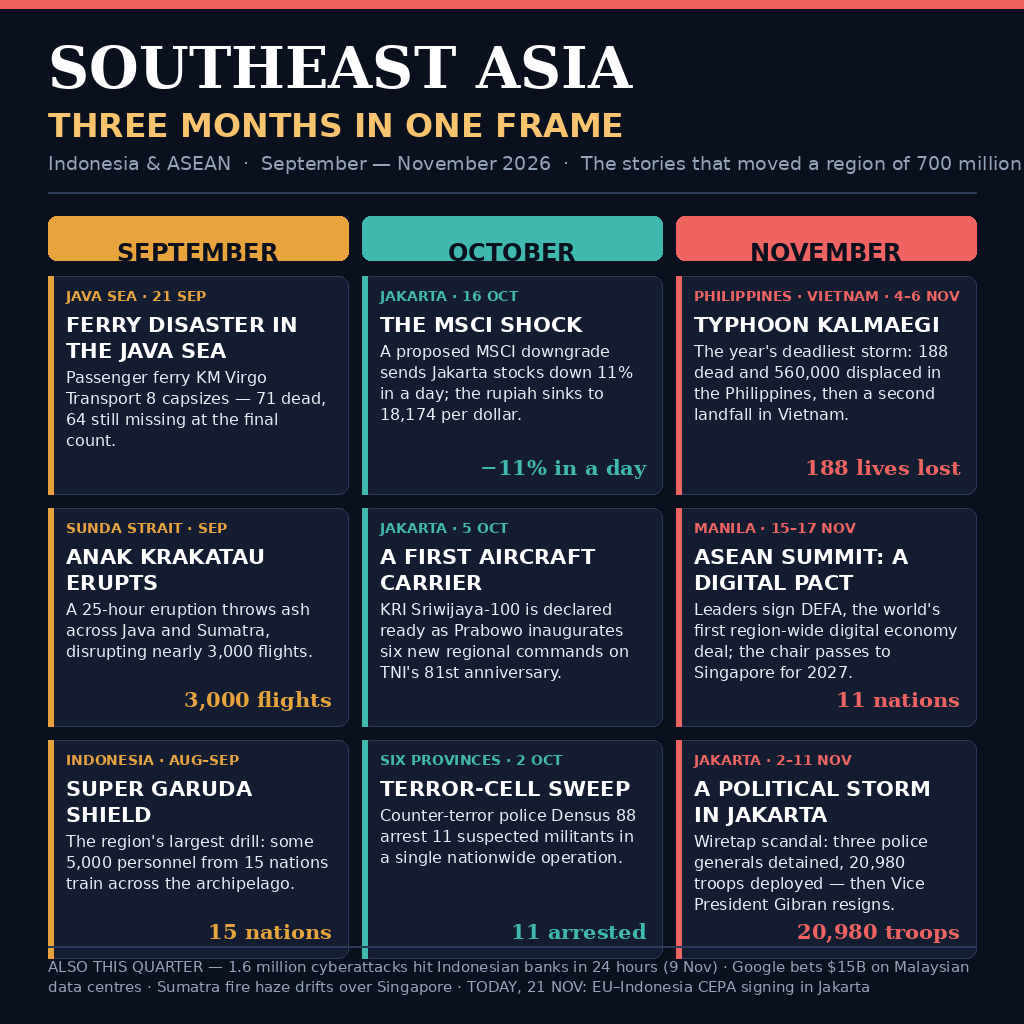 SOUTHEAST ASIA
THREE MONTHS IN ONE FRAME
Indonesia & ASEAN · September — November 2026 · The stories that moved a region of 700 million
SEPTEMBER
JAVA SEA · 21 SEP
FERRY DISASTER IN
THE JAVA SEA
Passenger ferry KM Virgo
Transport 8 capsizes — 71 dead,
64 still missing at the final
count.
SUNDA STRAIT · SEP
ANAK KRAKATAU
ERUPTS
A 25-hour eruption throws ash
across Java and Sumatra,
disrupting nearly 3,000 flights.
3,000 flights
INDONESIA · AUG–SEP
SUPER GARUDA
SHIELD
The region's largest drill: some
5,000 personnel from 15 nations
train across the archipelago.
15 nations
OCTOBER
JAKARTA · 16 OCT
THE MSCI SHOCK
A proposed MSCI downgrade
sends Jakarta stocks down 11%
in a day; the rupiah sinks to
18,174 per dollar.
−11% in a day
JAKARTA · 5 OCT
A FIRST AIRCRAFT
CARRIER
KRI Sriwijaya-100 is declared
ready as Prabowo inaugurates
six new regional commands on
TNI's 81st anniversary.
SIX PROVINCES · 2 OCT
TERROR-CELL SWEEP
Counter-terror police Densus 88
arrest 11 suspected militants in
a single nationwide operation.
11 arrested
NOVEMBER
PHILIPPINES · VIETNAM · 4–6 NOV
TYPHOON KALMAEGI
The year's deadliest storm: 188
dead and 560,000 displaced in
the Philippines, then a second
landfall in Vietnam.
188 lives lost
MANILA · 15–17 NOV
ASEAN SUMMIT: A
DIGITAL PACT
Leaders sign DEFA, the world's
first region-wide digital economy
deal; the chair passes to
Singapore for 2027.
11 nations
JAKARTA · 2–11 NOV
A POLITICAL STORM
IN JAKARTA
Wiretap scandal: three police
generals detained, 20,980
troops deployed — then Vice
President Gibran resigns.
20,980 troops
ALSO THIS QUARTER — 1.6 million cyberattacks hit Indonesian banks in 24 hours (9 Nov) · Google bets $15B on Malaysian
data centres · Sumatra fire haze drifts over Singapore · TODAY, 21 NOV: EU–Indonesia CEPA signing in Jakarta